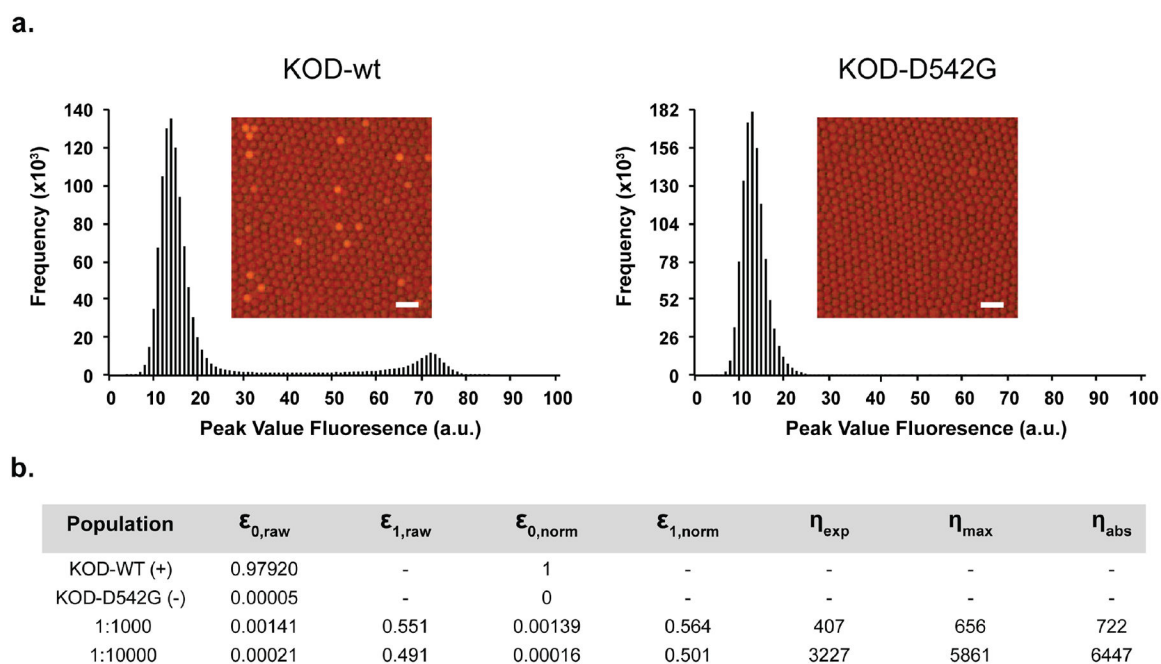 a.
KOD-wt
KOD-D542G
Frequency (x10³)
140
120
100
80
60
40
20
0
0 10 20 30 40 50 60 70 80 90 100
Peak Value Fluoresence (a.u.)
Frequency (x10³)
182
156
130
104
78
52
26
0
0 10 20 30 40 50 60 70 80 90 100
Peak Value Fluoresence (a.u.)
b.
Population ε0,raw ε1,raw ε0,norm ε1,norm ηexp ηmax ηabs
KOD-WT (+) 0.97920 - 1 - - - -
KOD-D542G (-) 0.00005 - 0 - - - -
1:1000 0.00141 0.551 0.00139 0.564 407 656 722
1:10000 0.00021 0.491 0.00016 0.501 3227 5861 6447